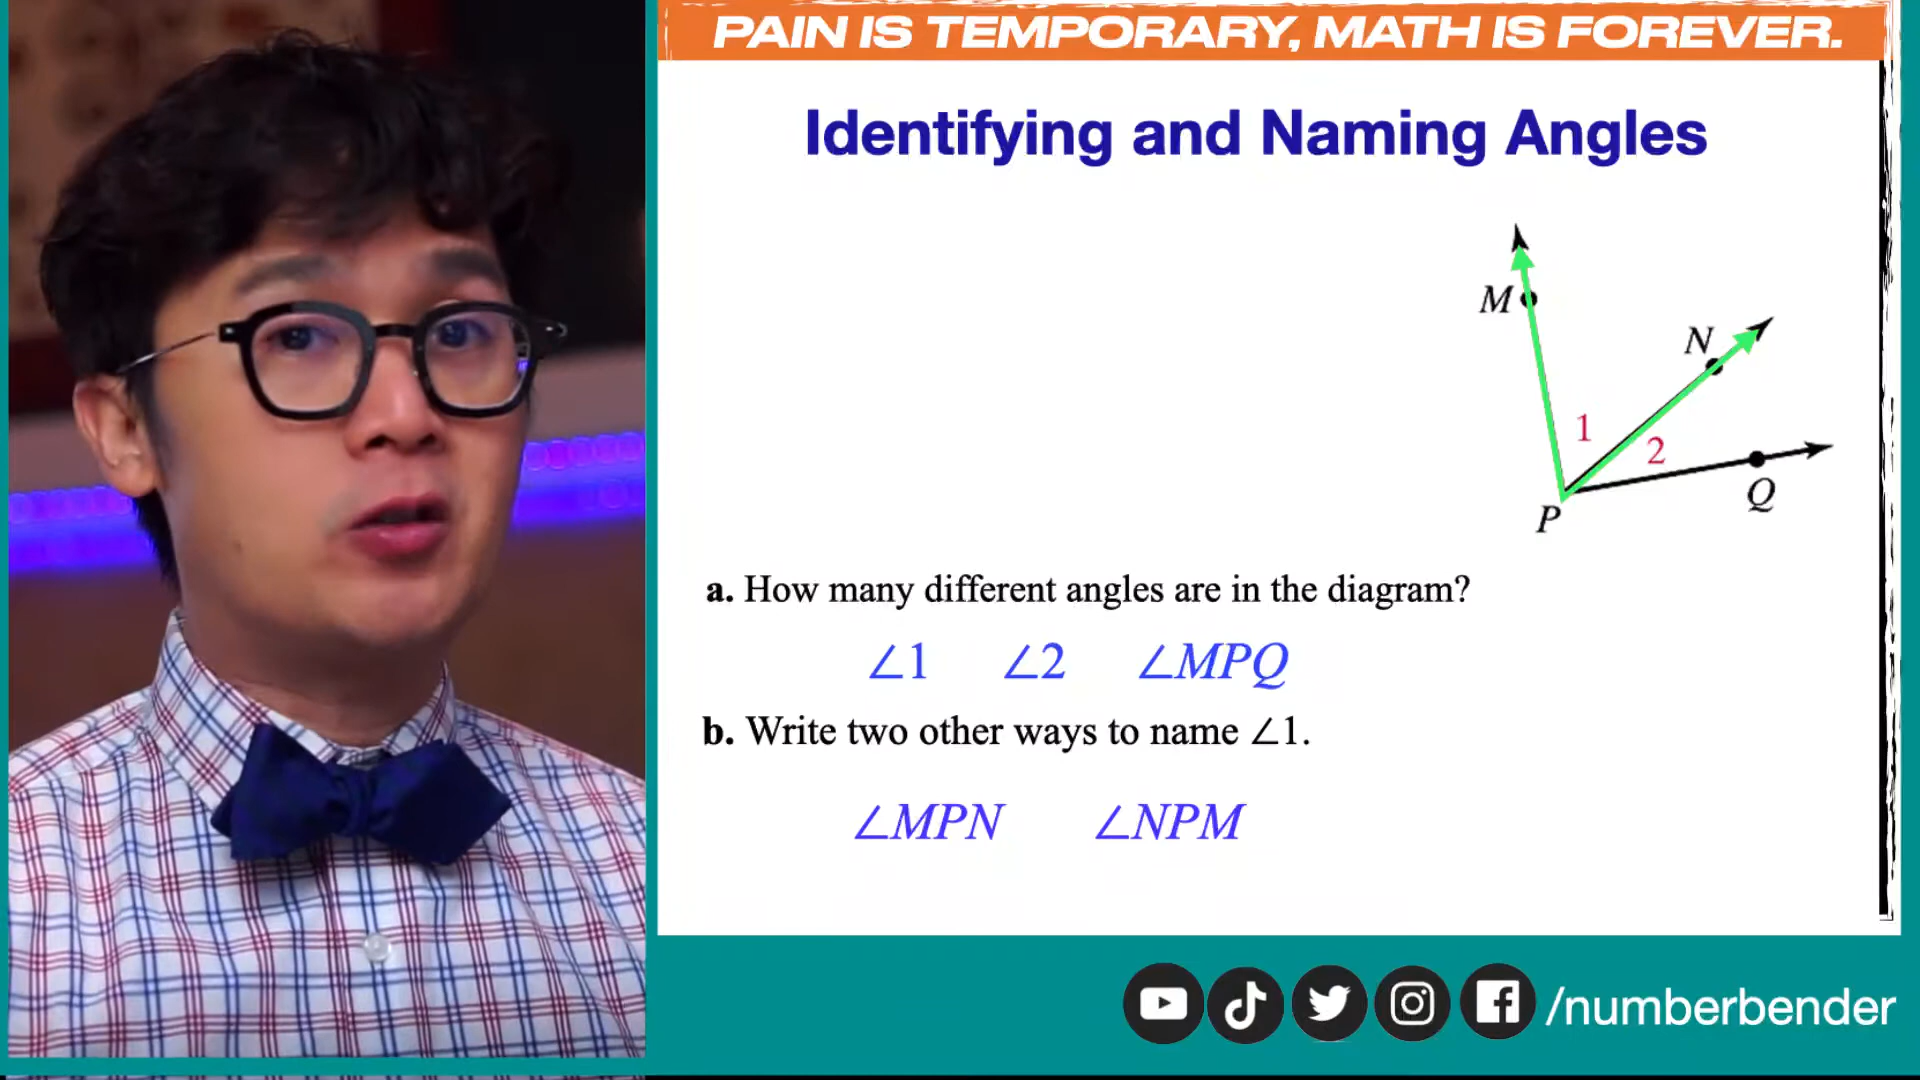 PAIN IS TEMPORARY, MATH IS FOREVER.
Identifying and Naming Angles
M
N
1
2
Q
P
a. How many different angles are in the diagram?
∠1 ∠2 ∠MPQ
b. Write two other ways to name ∠1.
∠MPN ∠NPM
/numberbender